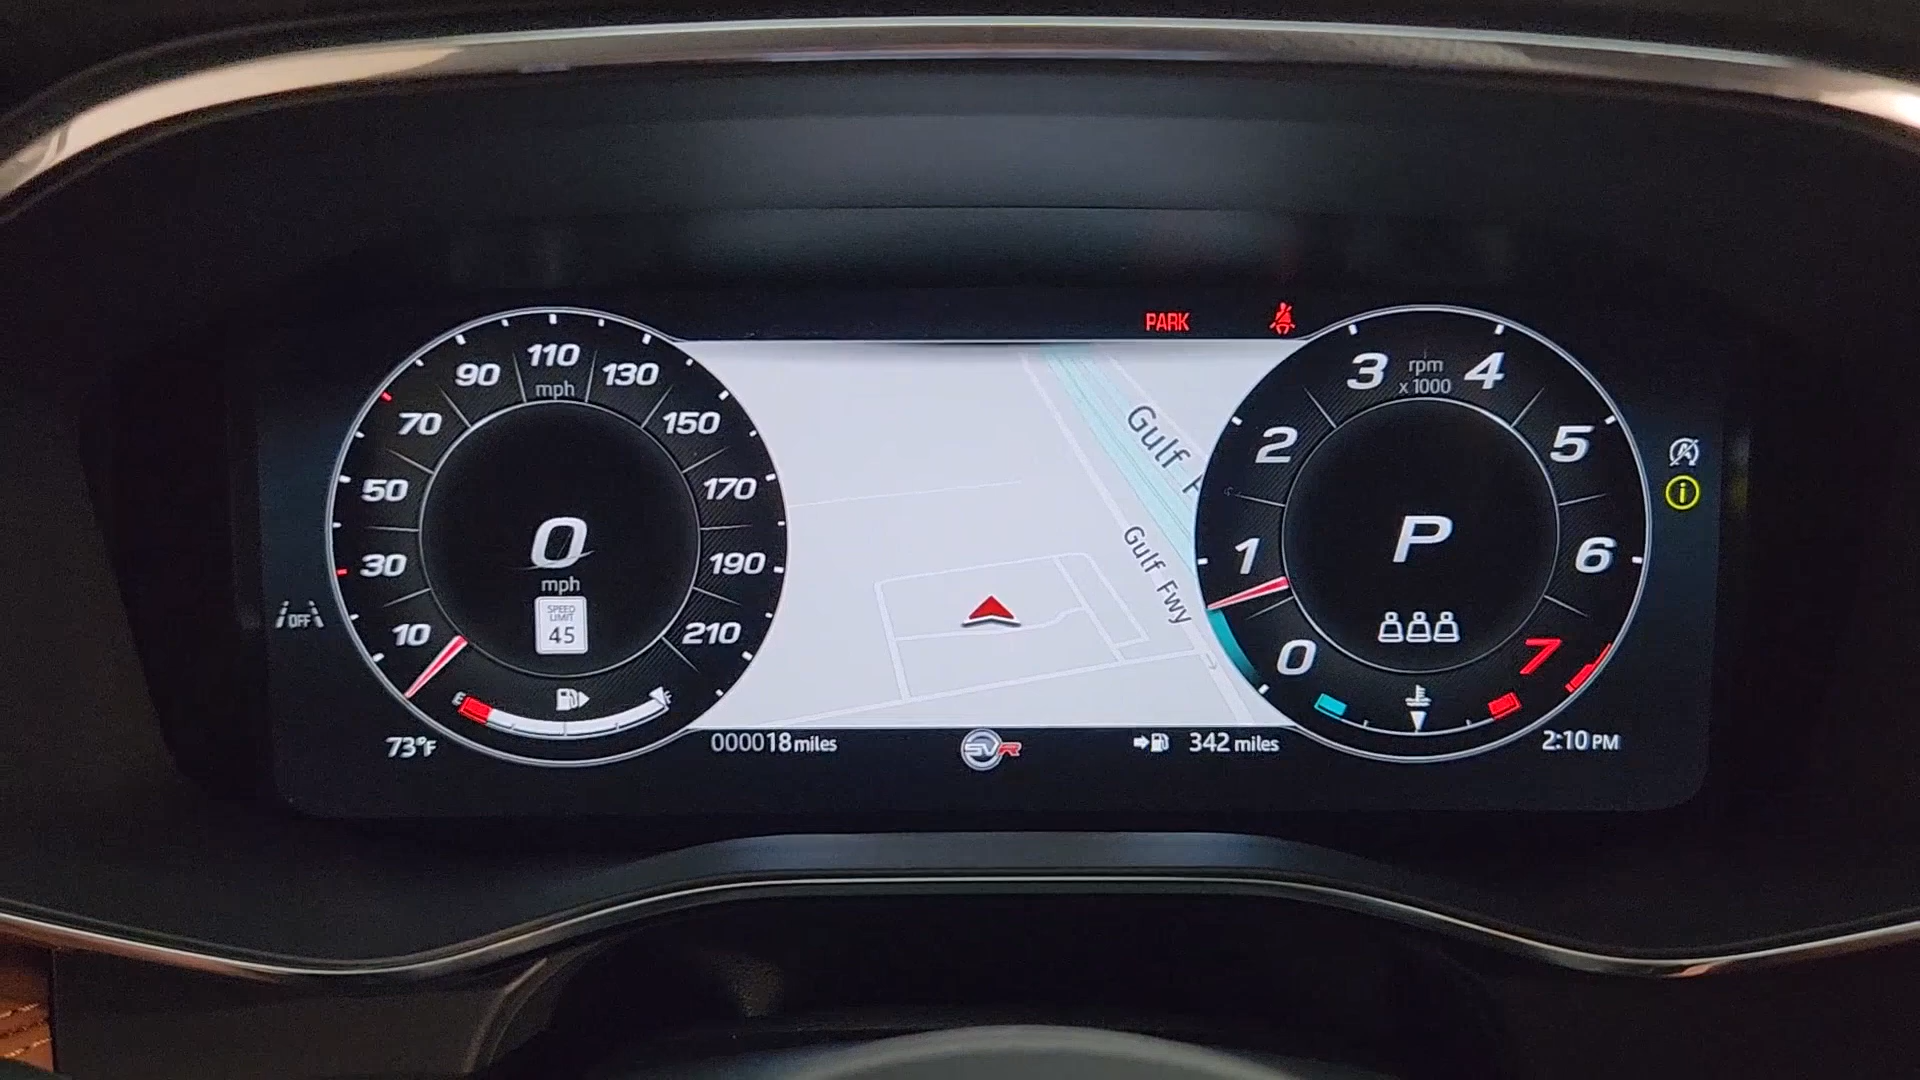 PARK
110
mph
90
130
70
150
50
170
30
190
10
210
0
mph
SPEED
LIMIT
45
E
F
73°F
000018 miles
OFF
Gulf F
Gulf Fwy
SVR
342 miles
3
rpm
x 1000
4
2
5
1
6
0
7
P
i
2:10 PM